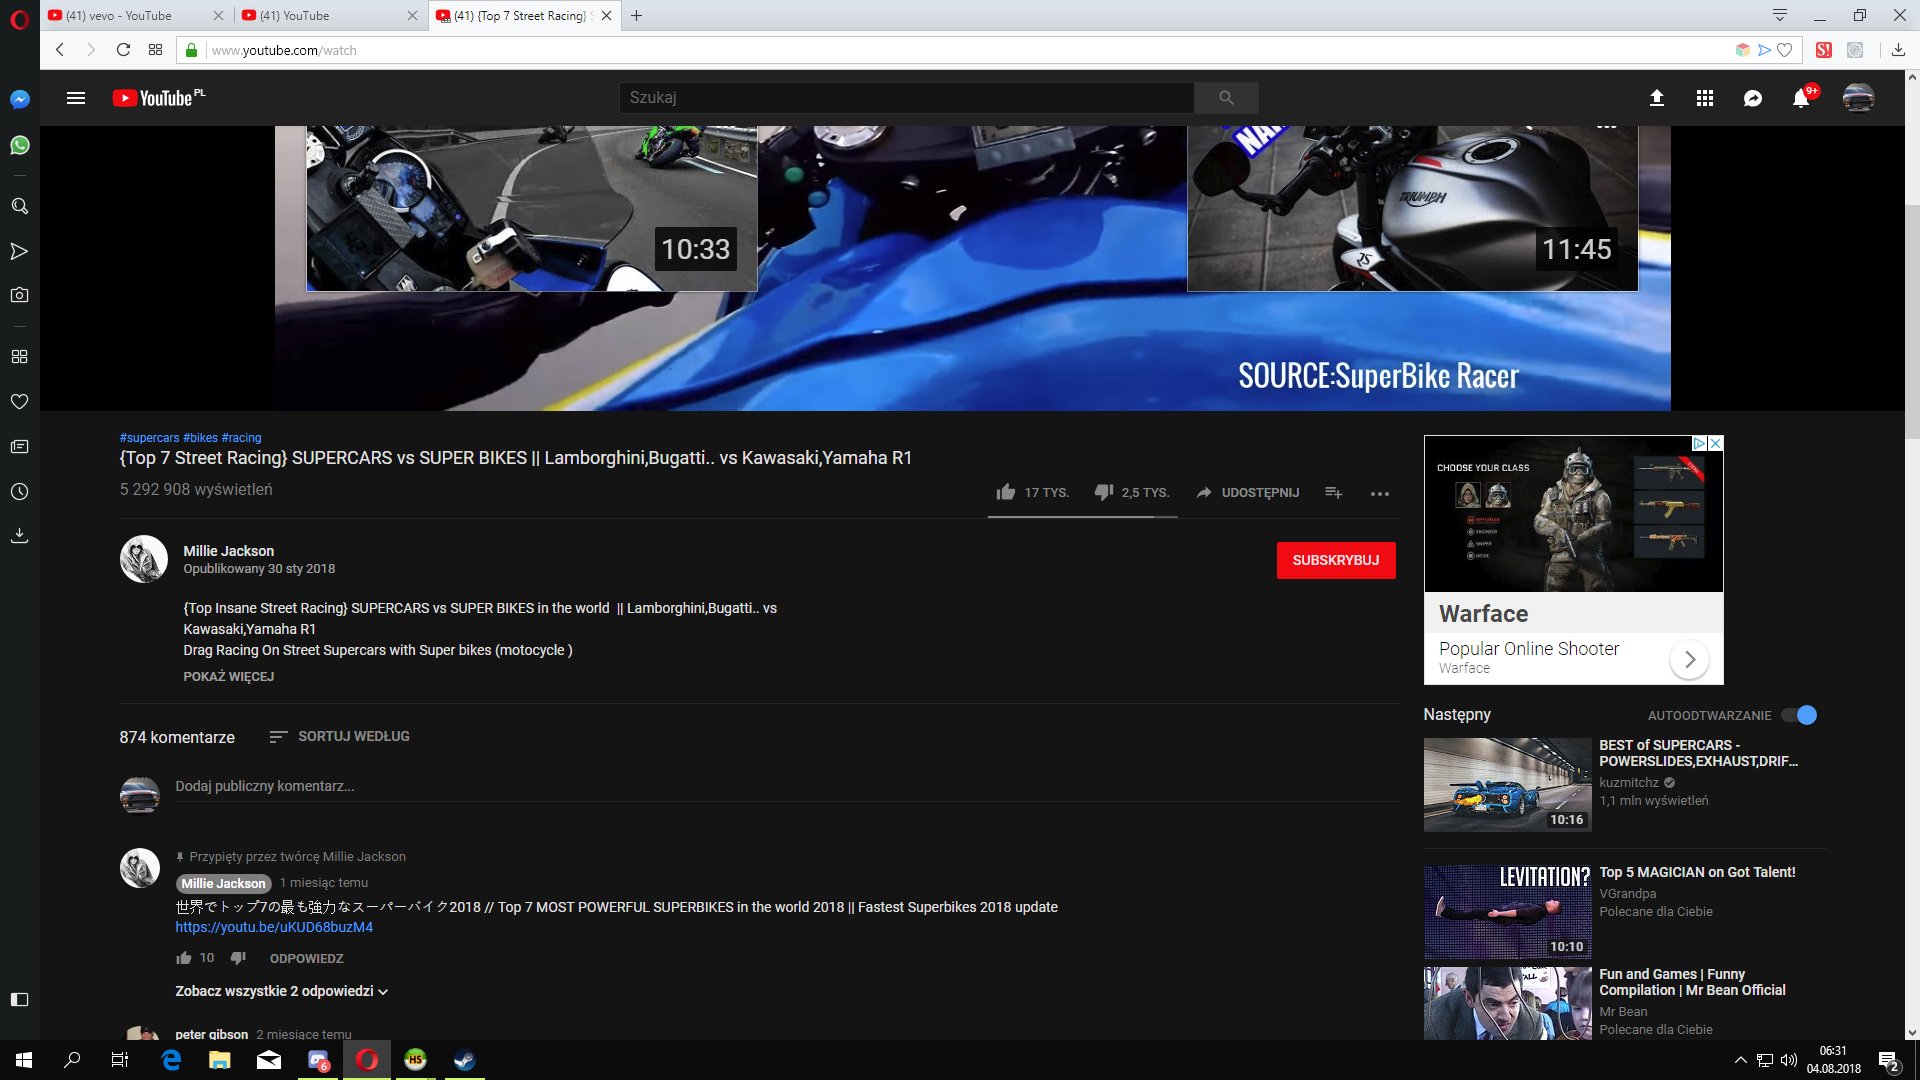 (41) vevo - YouTube
(41) YouTube
(41) {Top 7 Street Racing}
www.youtube.com/watch
YouTube PL
Szukaj
9+
NA
TRIUMPH
RS
10:33
11:45
SOURCE:SuperBike Racer
#supercars #bikes #racing
{Top 7 Street Racing} SUPERCARS vs SUPER BIKES || Lamborghini,Bugatti.. vs Kawasaki,Yamaha R1
5 292 908 wyświetleń
17 TYS.
2,5 TYS.
UDOSTĘPNIJ
Millie Jackson
Opublikowany 30 sty 2018
SUBSKRYBUJ
{Top Insane Street Racing} SUPERCARS vs SUPER BIKES in the world || Lamborghini,Bugatti.. vs
Kawasaki,Yamaha R1
Drag Racing On Street Supercars with Super bikes (motocycle )
POKAŻ WIĘCEJ
874 komentarze
SORTUJ WEDŁUG
Dodaj publiczny komentarz...
Przypięty przez twórcę Millie Jackson
Millie Jackson
1 miesiąc temu
世界でトップ7の最も強力なスーパーバイク2018 // Top 7 MOST POWERFUL SUPERBIKES in the world 2018 || Fastest Superbikes 2018 update
https://youtu.be/uKUD68buzM4
10
ODPOWIEDZ
Zobacz wszystkie 2 odpowiedzi
peter gibson
2 miesiące temu
CHOOSE YOUR CLASS
RIFLEMAN
ENGINEER
SNIPER
MEDIC
Warface
Popular Online Shooter
Warface
Następny
AUTOODTWARZANIE
BEST of SUPERCARS -
POWERSLIDES,EXHAUST,DRIF...
kuzmitchz
1,1 mln wyświetleń
10:16
LEVITATION?
10:10
Top 5 MAGICIAN on Got Talent!
VGrandpa
Polecane dla Ciebie
Fun and Games | Funny
Compilation | Mr Bean Official
Mr Bean
Polecane dla Ciebie
6
HS
06:31
04.08.2018
2